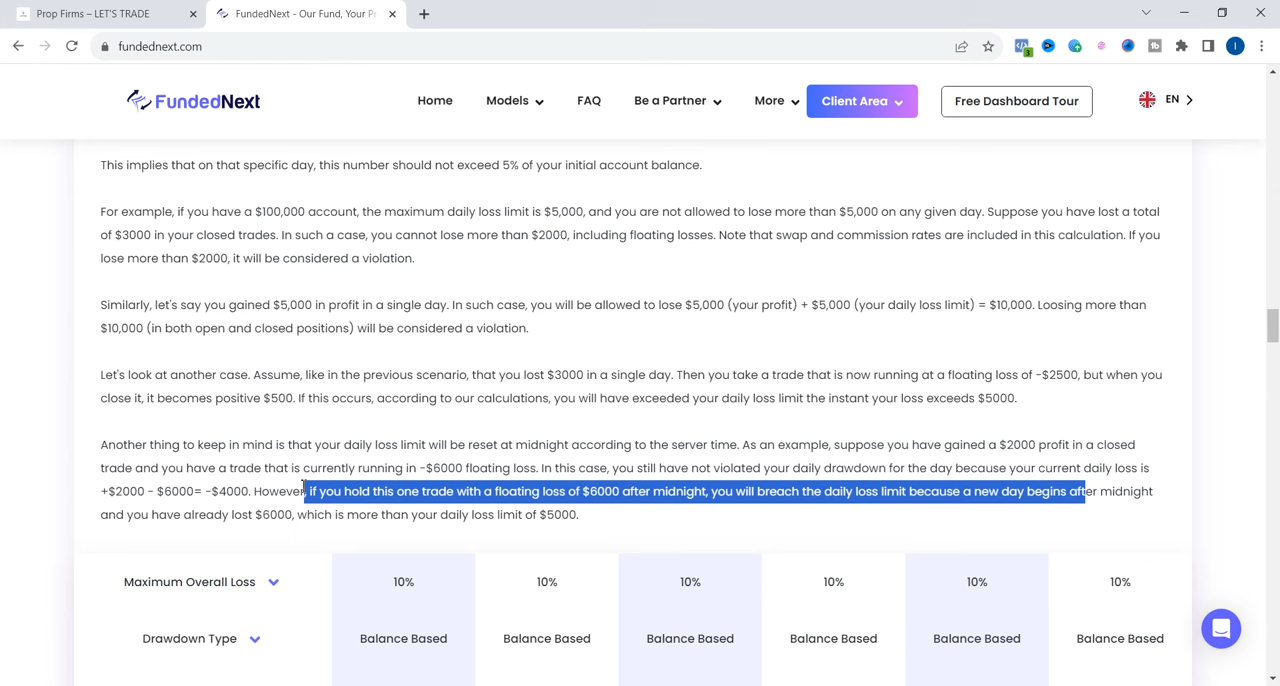 Prop Firms – LET'S TRADE
FundedNext - Our Fund, Your Pr
fundednext.com
3
FundedNext
Home
Models
FAQ
Be a Partner
More
Client Area
Free Dashboard Tour
EN
This implies that on that specific day, this number should not exceed 5% of your initial account balance.
For example, if you have a $100,000 account, the maximum daily loss limit is $5,000, and you are not allowed to lose more than $5,000 on any given day. Suppose you have lost a total
of $3000 in your closed trades. In such a case, you cannot lose more than $2000, including floating losses. Note that swap and commission rates are included in this calculation. If you
lose more than $2000, it will be considered a violation.
Similarly, let's say you gained $5,000 in profit in a single day. In such case, you will be allowed to lose $5,000 (your profit) + $5,000 (your daily loss limit) = $10,000. Loosing more than
$10,000 (in both open and closed positions) will be considered a violation.
Let's look at another case. Assume, like in the previous scenario, that you lost $3000 in a single day. Then you take a trade that is now running at a floating loss of -$2500, but when you
close it, it becomes positive $500. If this occurs, according to our calculations, you will have exceeded your daily loss limit the instant your loss exceeds $5000.
Another thing to keep in mind is that your daily loss limit will be reset at midnight according to the server time. As an example, suppose you have gained a $2000 profit in a closed
trade and you have a trade that is currently running in -$6000 floating loss. In this case, you still have not violated your daily drawdown for the day because your current daily loss is
+$2000 - $6000= -$4000. However, if you hold this one trade with a floating loss of $6000 after midnight, you will breach the daily loss limit because a new day begins after midnight
and you have already lost $6000, which is more than your daily loss limit of $5000.
Maximum Overall Loss 10% 10% 10% 10% 10% 10%
Drawdown Type Balance Based Balance Based Balance Based Balance Based Balance Based Balance Based